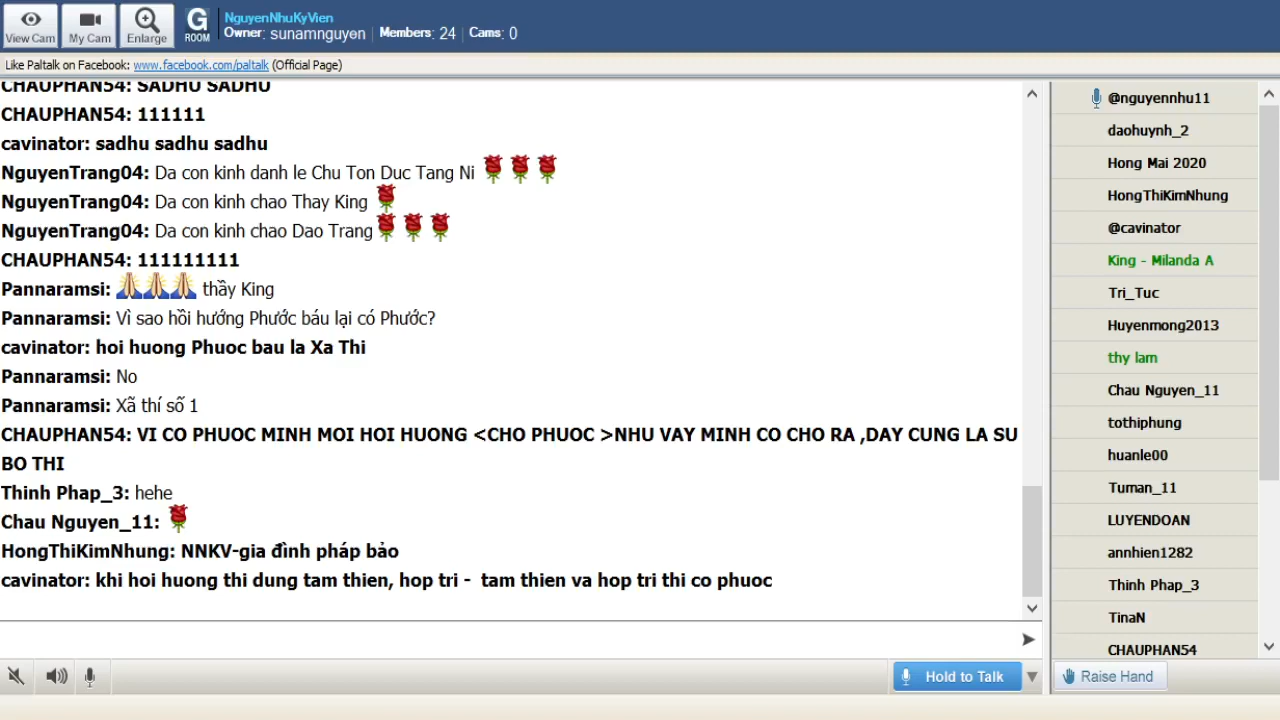 View Cam
My Cam
Enlarge
G
ROOM
NguyenNhuKyVien
Owner: sunamnguyen | Members: 24 | Cams: 0
Like Paltalk on Facebook: www.facebook.com/paltalk (Official Page)
CHAUPHAN54: SADHU SADHU
CHAUPHAN54: 111111
cavinator: sadhu sadhu sadhu
NguyenTrang04: Da con kinh danh le Chu Ton Duc Tang Ni
NguyenTrang04: Da con kinh chao Thay King
NguyenTrang04: Da con kinh chao Dao Trang
CHAUPHAN54: 111111111
Pannaramsi: thầy King
Pannaramsi: Vì sao hồi hướng Phước báu lại có Phước?
cavinator: hoi huong Phuoc bau la Xa Thi
Pannaramsi: No
Pannaramsi: Xã thí số 1
CHAUPHAN54: VI CO PHUOC MINH MOI HOI HUONG <CHO PHUOC >NHU VAY MINH CO CHO RA ,DAY CUNG LA SU
BO THI
Thinh Phap_3: hehe
Chau Nguyen_11:
HongThiKimNhung: NNKV-gia đình pháp bảo
cavinator: khi hoi huong thi dung tam thien, hop tri - tam thien va hop tri thi co phuoc
Hold to Talk
@nguyennhu11
daohuynh_2
Hong Mai 2020
HongThiKimNhung
@cavinator
King - Milanda A
Tri_Tuc
Huyenmong2013
thy lam
Chau Nguyen_11
tothiphung
huanle00
Tuman_11
LUYENDOAN
annhien1282
Thinh Phap_3
TinaN
CHAUPHAN54
Raise Hand